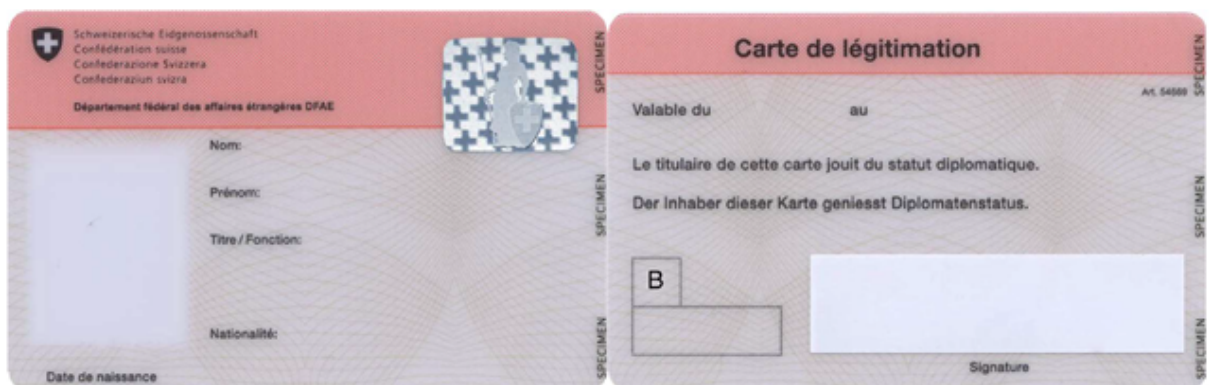 Schweizerische Eidgenossenschaft
Confédération suisse
Confederazione Svizzera
Confederaziun svizra
Département fédéral des affaires étrangères DFAE
SPECIMEN
Nom:
Prénom:
SPECIMEN
Titre / Fonction:
Nationalité:
SPECIMEN
Date de naissance
Carte de légitimation
SPECIMEN
Art. 54569
Valable du au
Le titulaire de cette carte jouit du statut diplomatique.
Der Inhaber dieser Karte geniesst Diplomatenstatus.
SPECIMEN
B
SPECIMEN
Signature